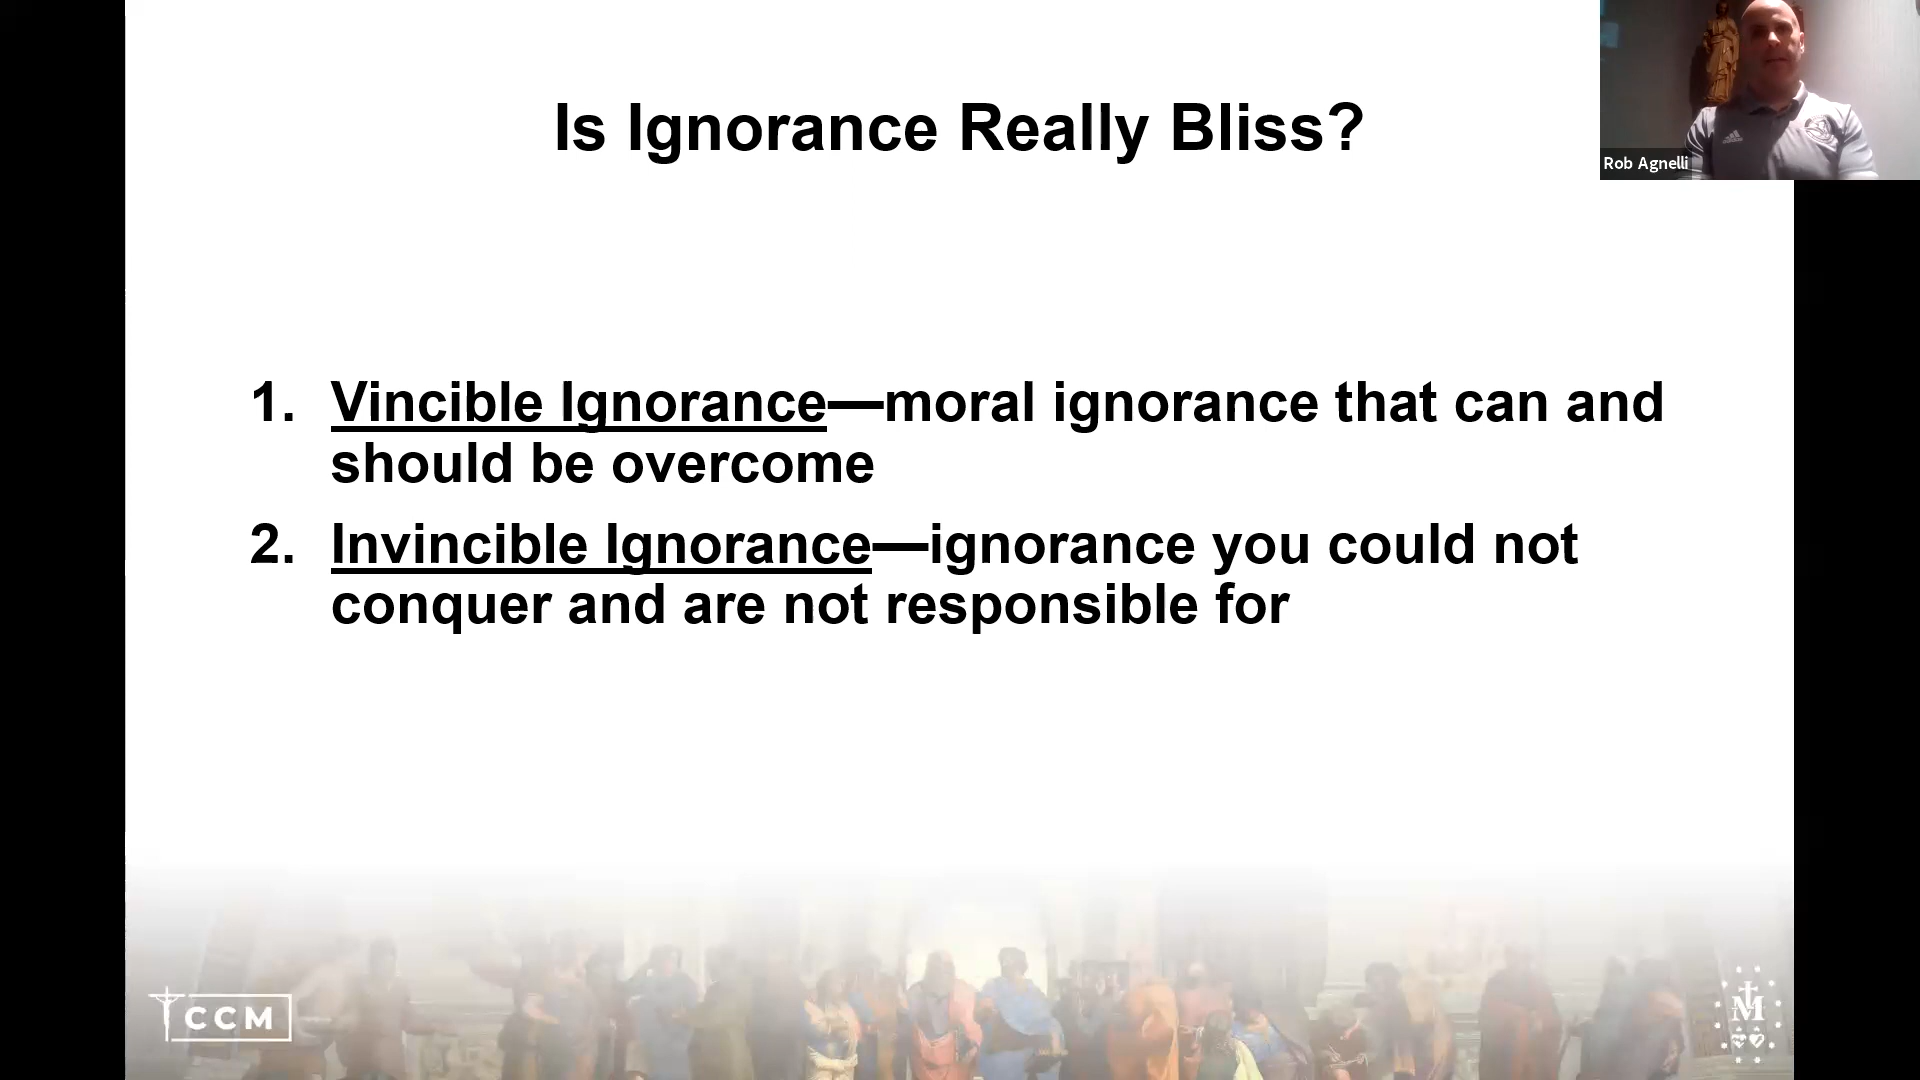 Is Ignorance Really Bliss?
Rob Agnelli
1. Vincible Ignorance—moral ignorance that can and
should be overcome
2. Invincible Ignorance—ignorance you could not
conquer and are not responsible for
CCM
M